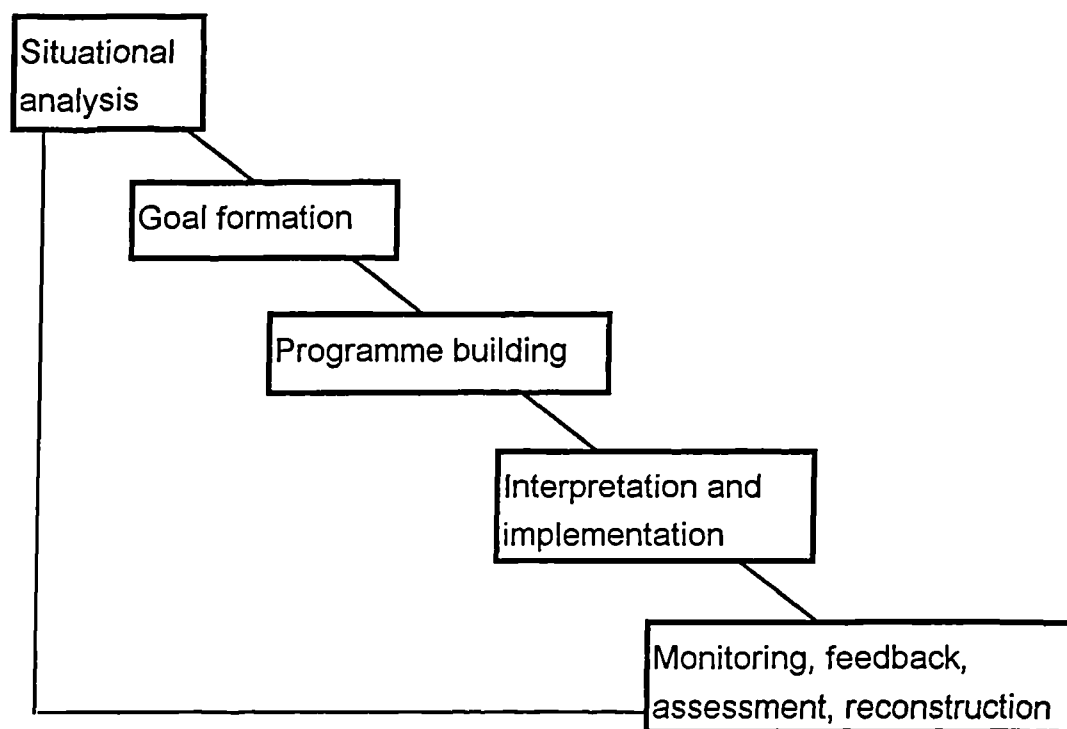 Situational
analysis
Goal formation
Programme building
Interpretation and
implementation
Monitoring, feedback,
assessment, reconstruction